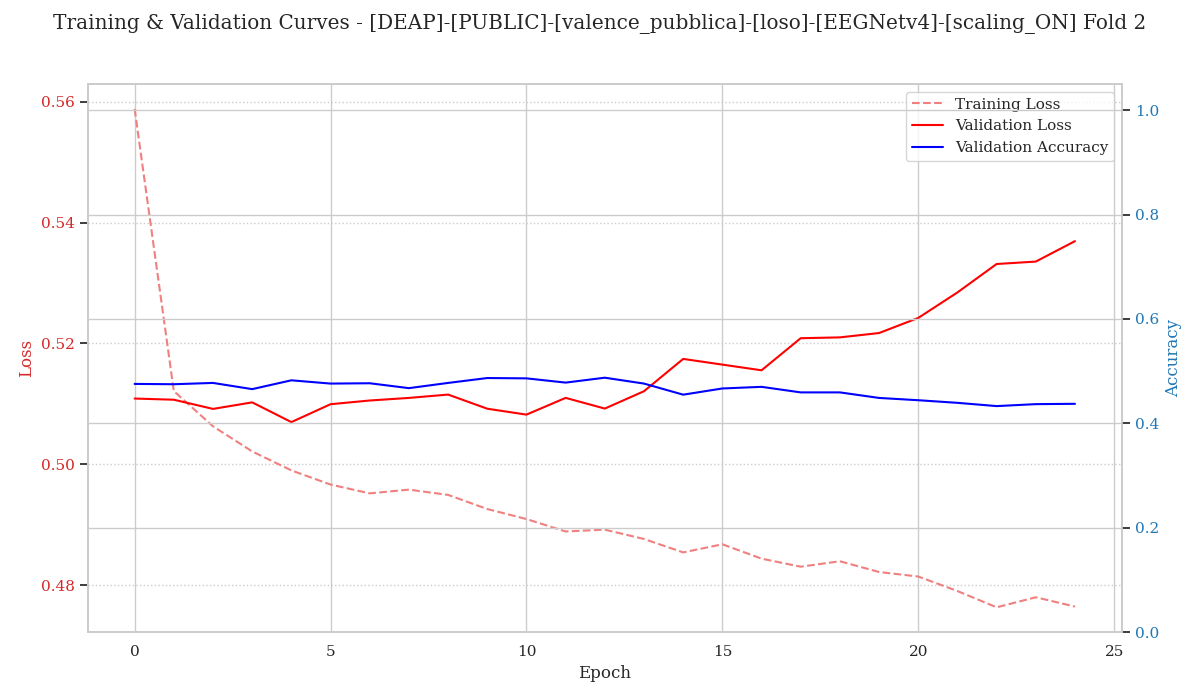 Training & Validation Curves - [DEAP]-[PUBLIC]-[valence_pubblica]-[loso]-[EEGNetv4]-[scaling_ON] Fold 2
Training Loss
Validation Loss
Validation Accuracy
Loss
0.56
0.54
0.52
0.50
0.48
Accuracy
1.0
0.8
0.6
0.4
0.2
0.0
0
5
10
15
20
25
Epoch